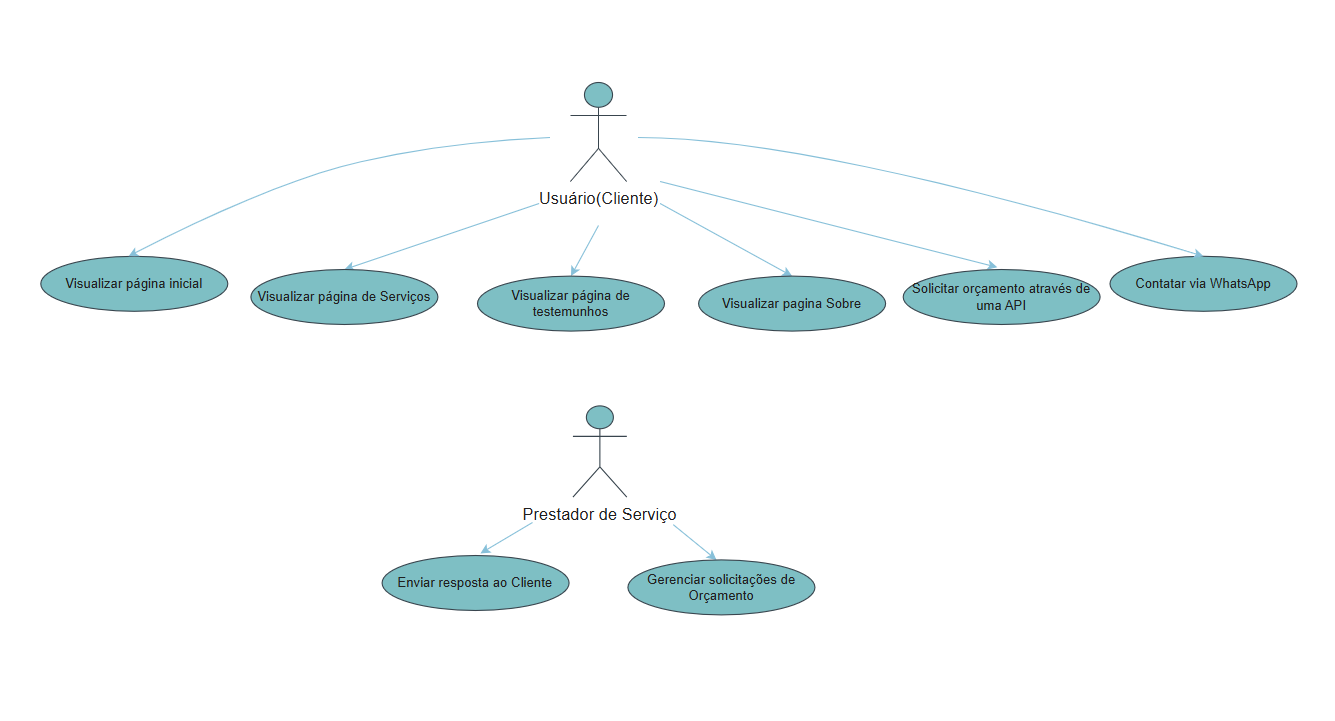 Usuário(Cliente)
Visualizar página inicial
Visualizar página de Serviços
Visualizar página de
testemunhos
Visualizar pagina Sobre
Solicitar orçamento através de
uma API
Contatar via WhatsApp
Prestador de Serviço
Enviar resposta ao Cliente
Gerenciar solicitações de
Orçamento